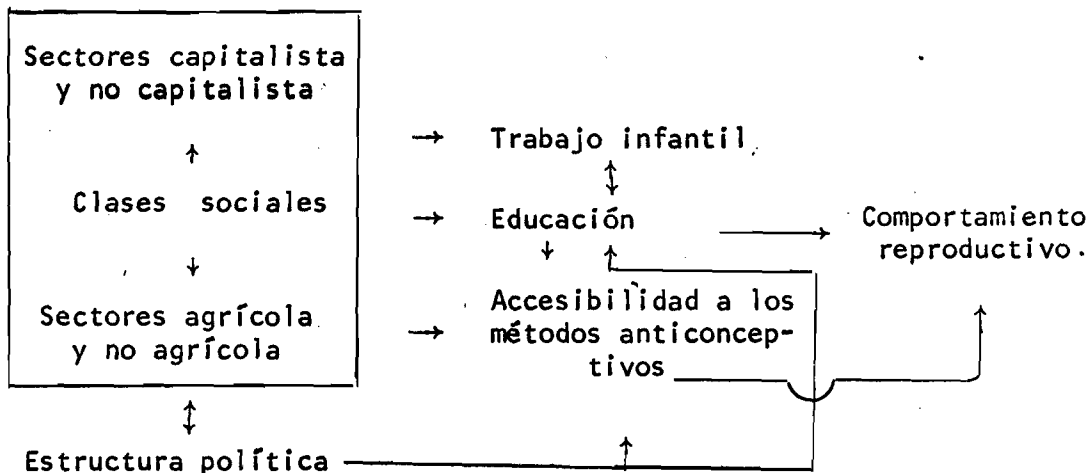 Sectores capitalista
y no capitalista
Clases sociales
Sectores agrícola
y no agrícola
Estructura política
Trabajo infantil
Educación
Accesibilidad a los
métodos anticoncep-
tivos
Comportamiento
reproductivo.